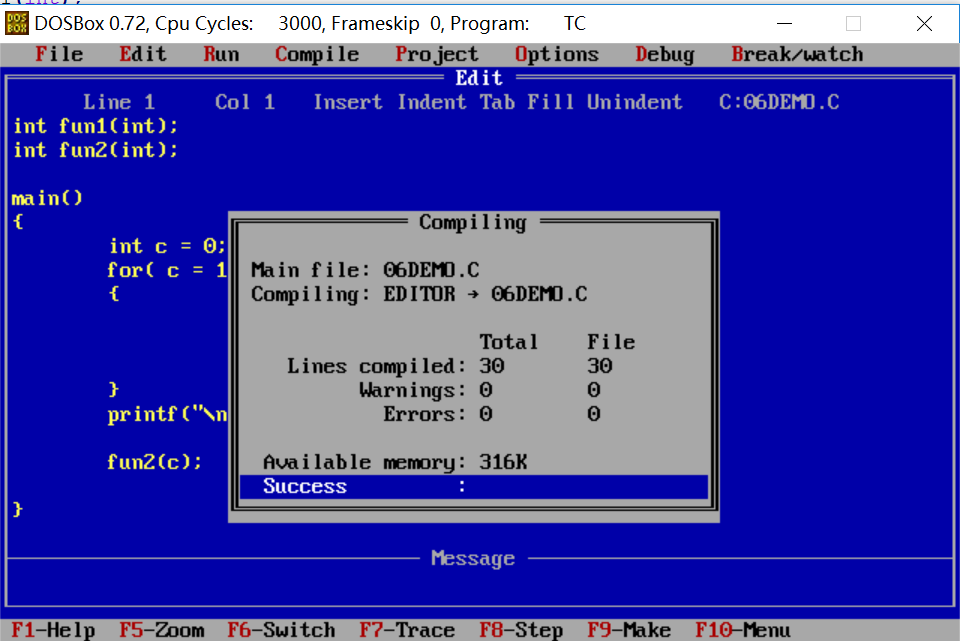 DOSBox 0.72, Cpu Cycles: 3000, Frameskip 0, Program: TC
File Edit Run Compile Project Options Debug Break/watch
Edit
Line 1 Col 1 Insert Indent Tab Fill Unindent C:06DEMO.C
int fun1(int);
int fun2(int);
main()
{
int c = 0;
for( c = 1
{
}
printf("\n
fun2(c);
}
Compiling
Main file: 06DEMO.C
Compiling: EDITOR → 06DEMO.C
Total File
Lines compiled: 30 30
Warnings: 0 0
Errors: 0 0
Available memory: 316K
Success :
Message
F1-Help F5-Zoom F6-Switch F7-Trace F8-Step F9-Make F10-Menu